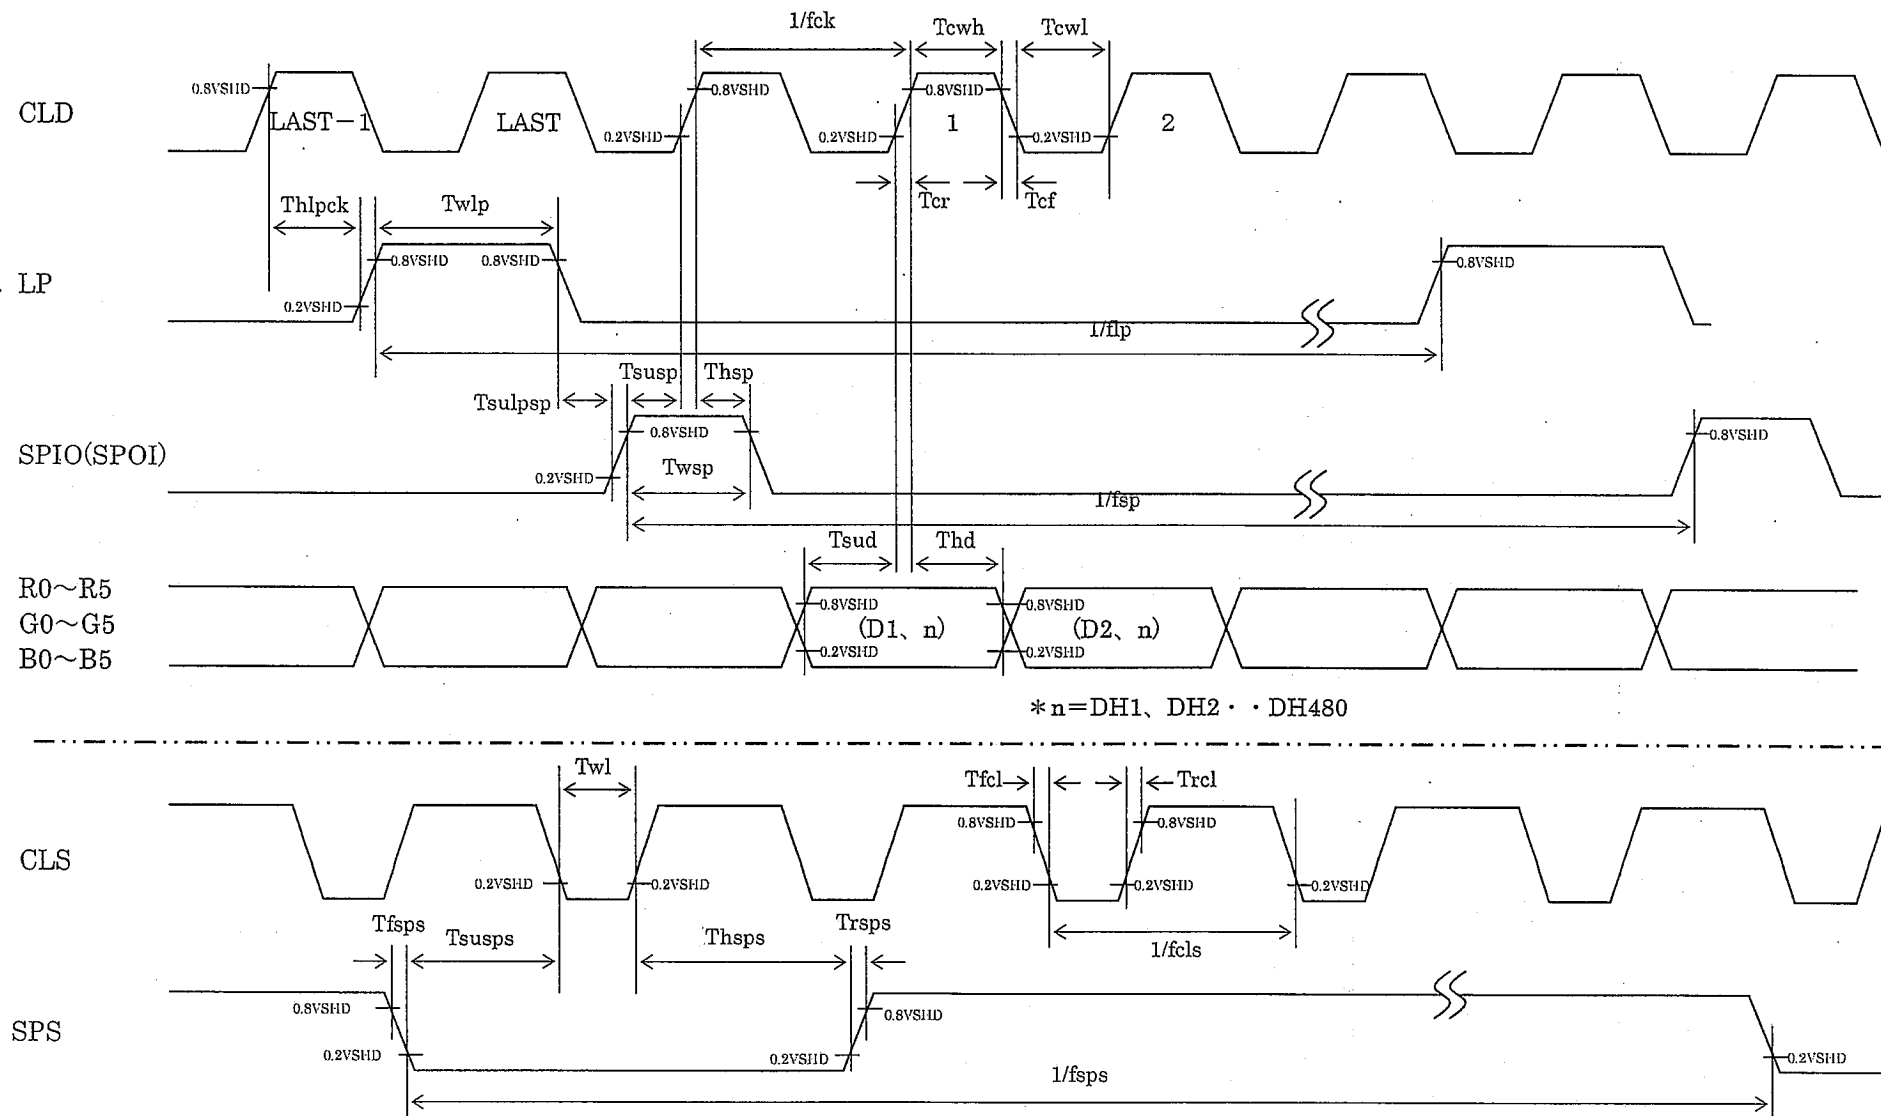 1/fck Tcwh Tcwl
0.8VSHD 0.8VSHD 0.8VSHD
CLD LAST-1 LAST 0.2VSHD 0.2VSHD 1 0.2VSHD 2
Tcr Tcf
Thlpck Twlp
0.8VSHD 0.8VSHD 0.8VSHD
LP 0.2VSHD
1/flp
Tsusp Thsp
Tsulpsp
0.8VSHD 0.8VSHD
SPIO(SPOI) Twsp
0.2VSHD
1/fsp
Tsud Thd
R0～R5
0.8VSHD 0.8VSHD
G0～G5 (D1、n) (D2、n)
0.2VSHD 0.2VSHD
B0～B5
＊n=DH1、DH2・・DH480
Twl Tfcl Trcl
0.8VSHD 0.8VSHD
CLS
0.2VSHD 0.2VSHD 0.2VSHD 0.2VSHD 0.2VSHD
Tfsps Tsusps Thsps Trsps
1/fcls
0.8VSHD 0.8VSHD
SPS
0.2VSHD 0.2VSHD 0.2VSHD
1/fsps